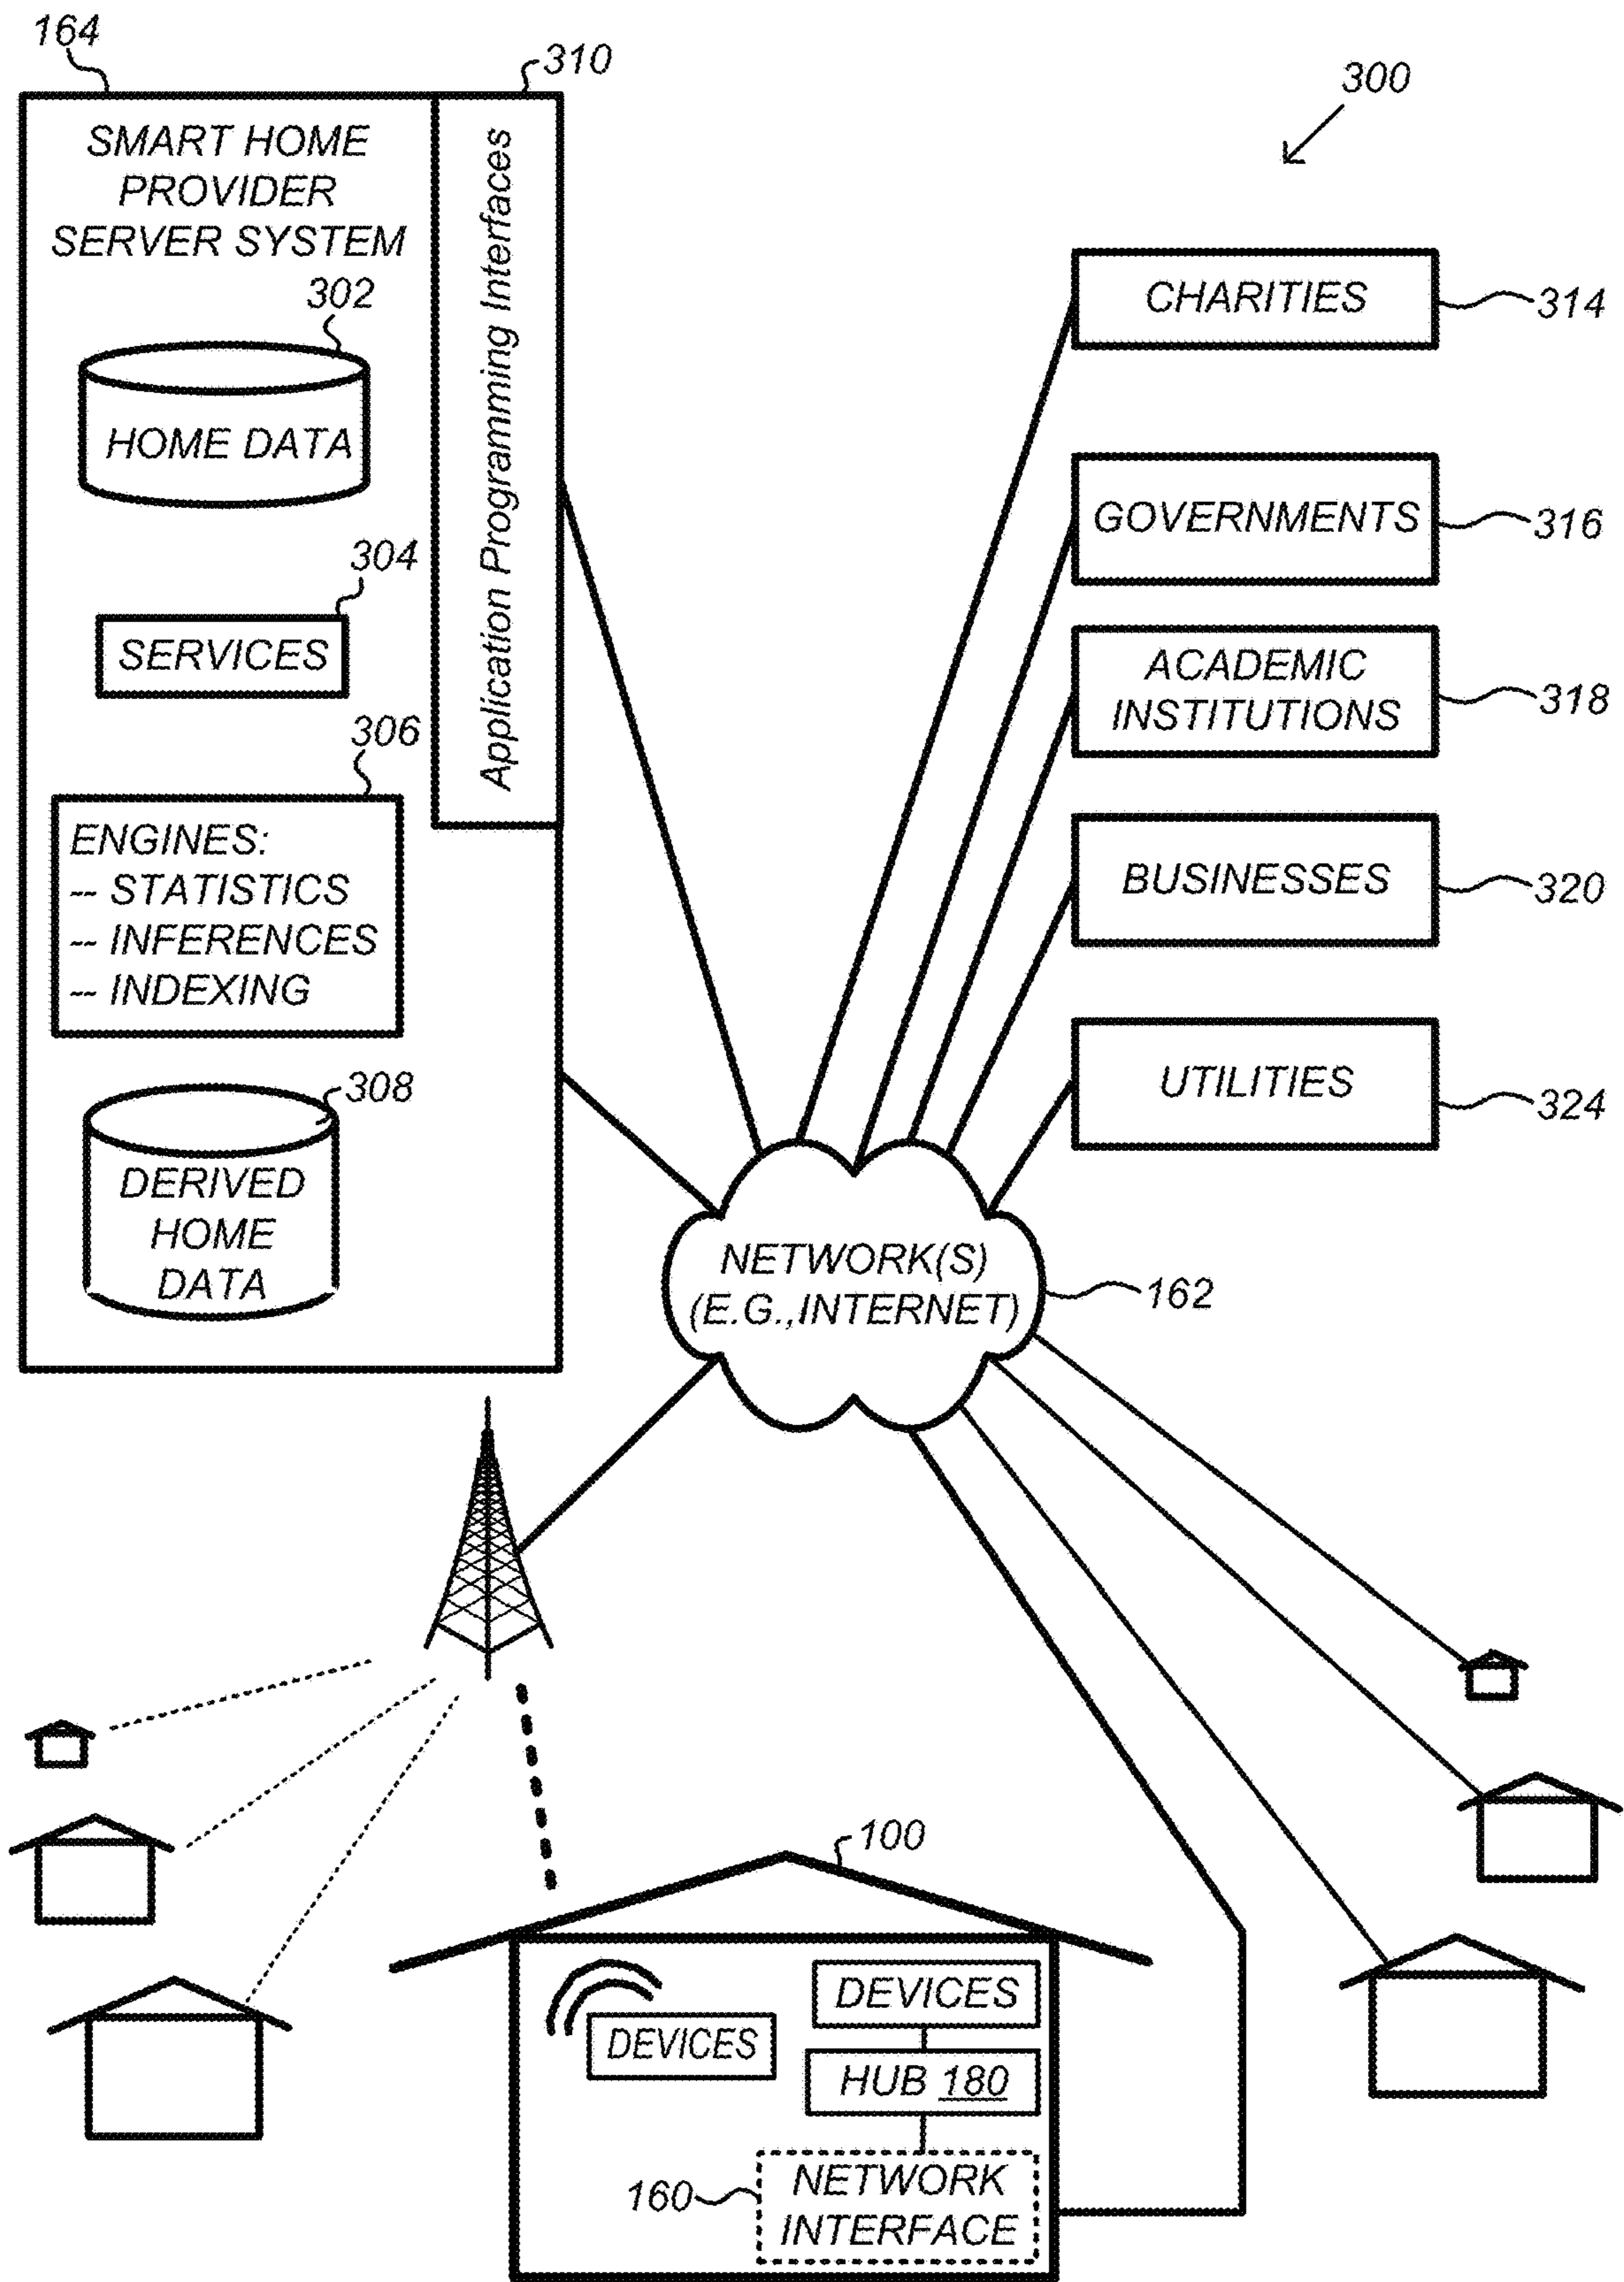 164
310
300
SMART HOME
PROVIDER
SERVER SYSTEM
Application Programming Interfaces
302
HOME DATA
304
SERVICES
306
ENGINES:
-- STATISTICS
-- INFERENCES
-- INDEXING
308
DERIVED
HOME
DATA
CHARITIES
314
GOVERNMENTS
316
ACADEMIC
INSTITUTIONS
318
BUSINESSES
320
UTILITIES
324
NETWORK(S)
(E.G.,INTERNET)
162
100
DEVICES
DEVICES
HUB 180
160
NETWORK
INTERFACE